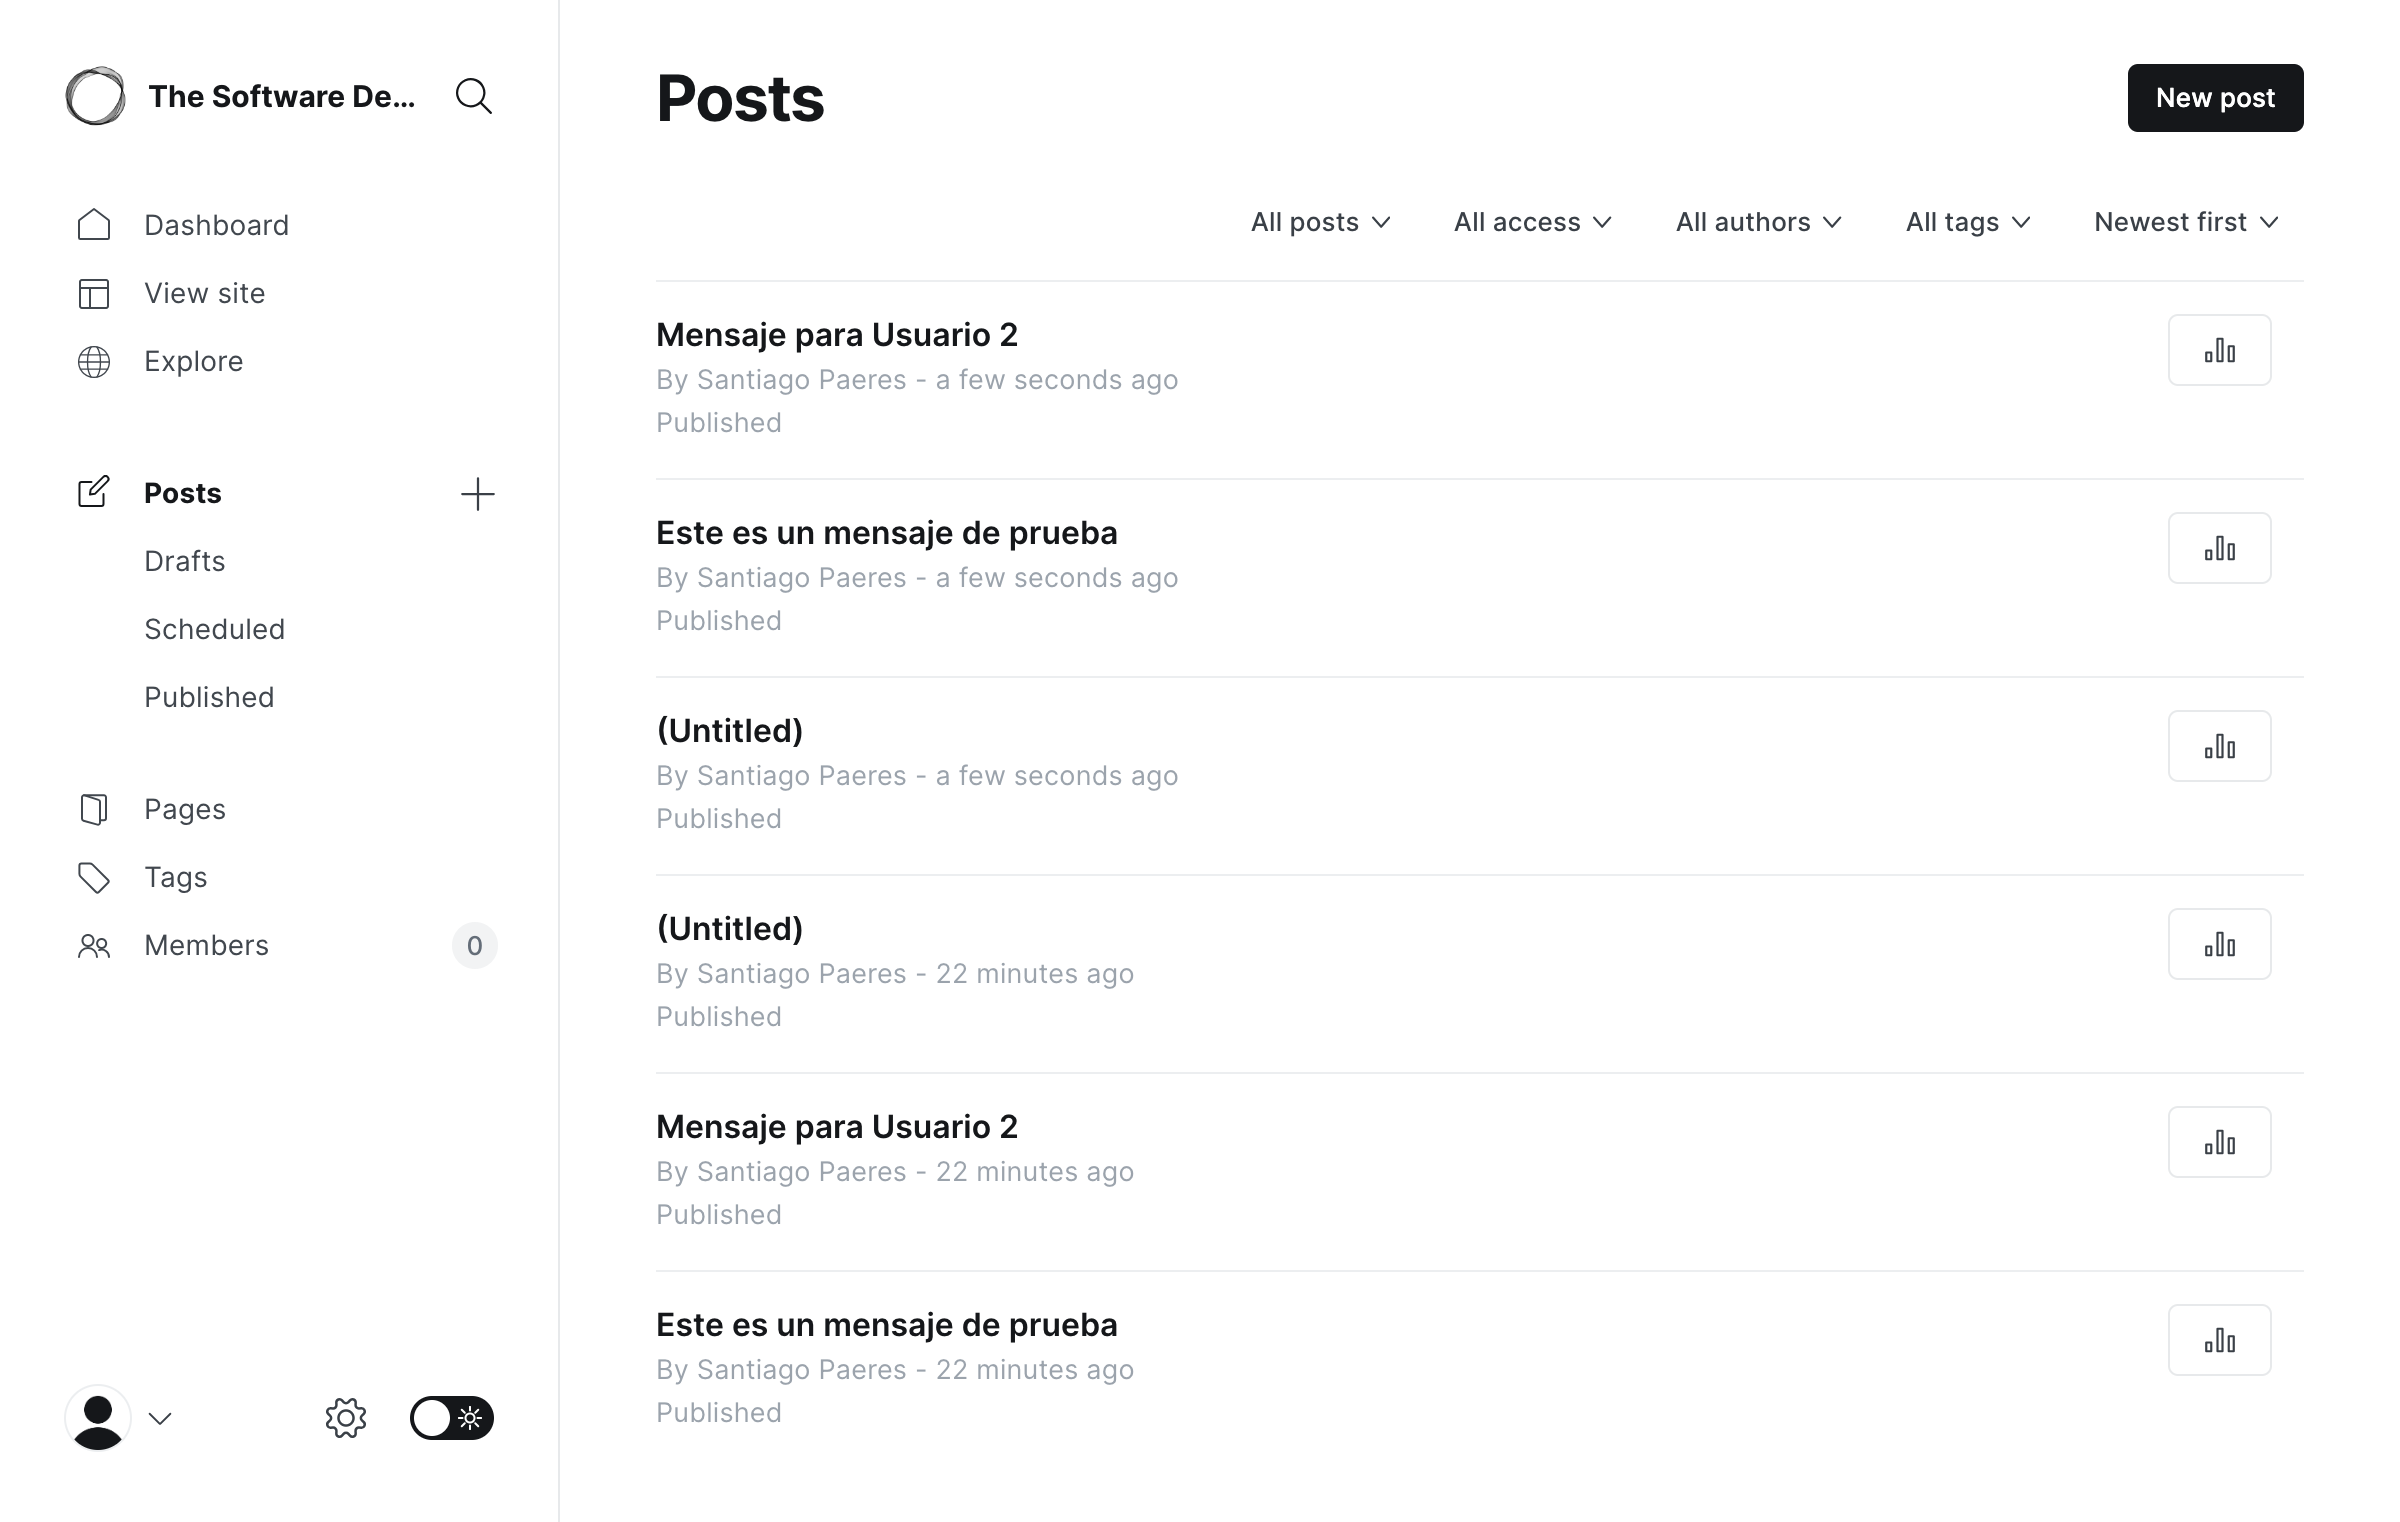 The Software De...
Dashboard
View site
Explore
Posts
Drafts
Scheduled
Published
Pages
Tags
Members 0
Posts
New post
All posts All access All authors All tags Newest first
Mensaje para Usuario 2
By Santiago Paeres - a few seconds ago
Published
Este es un mensaje de prueba
By Santiago Paeres - a few seconds ago
Published
(Untitled)
By Santiago Paeres - a few seconds ago
Published
(Untitled)
By Santiago Paeres - 22 minutes ago
Published
Mensaje para Usuario 2
By Santiago Paeres - 22 minutes ago
Published
Este es un mensaje de prueba
By Santiago Paeres - 22 minutes ago
Published